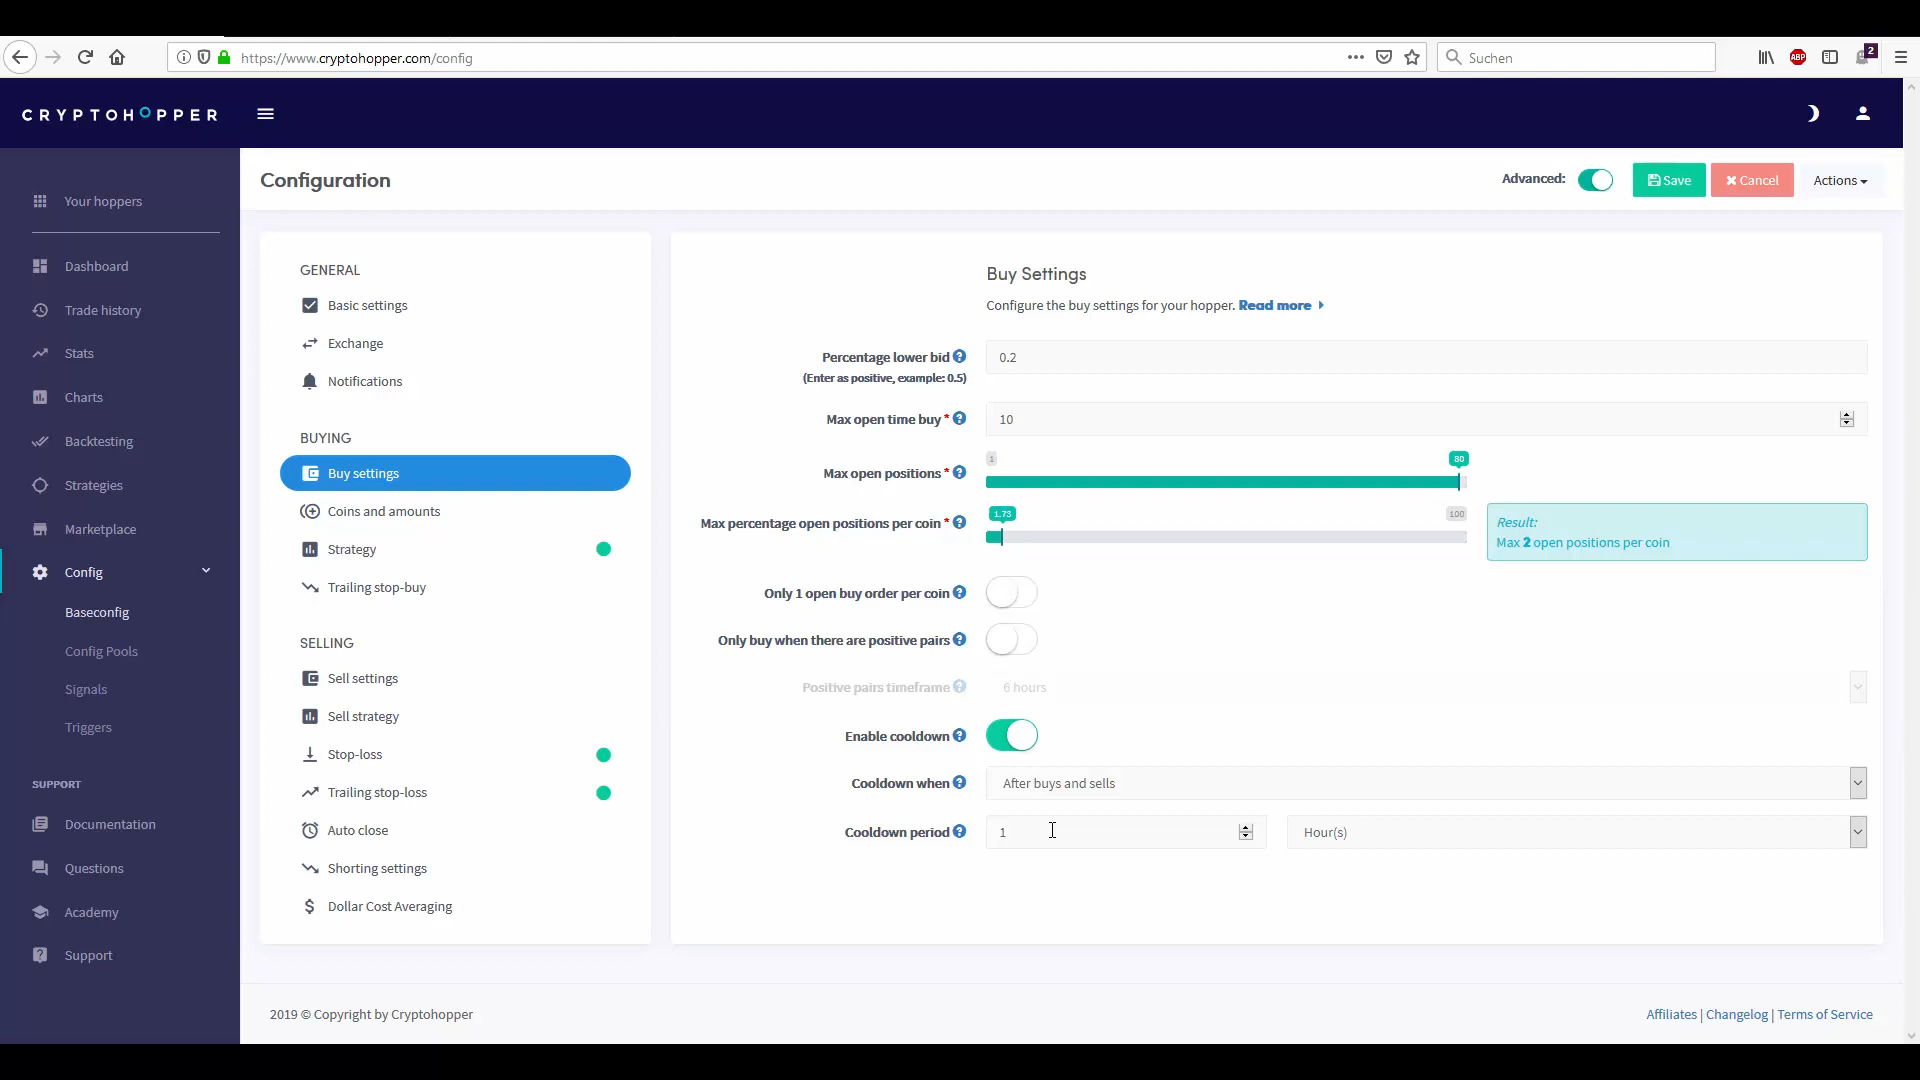 https://www.cryptohopper.com/config
Suchen
ABP
2
CRYPTOHOPPER
Configuration
Advanced:
Save
Cancel
Actions
Your hoppers
Dashboard
Trade history
Stats
Charts
Backtesting
Strategies
Marketplace
Config
Baseconfig
Config Pools
Signals
Triggers
SUPPORT
Documentation
Questions
Academy
Support
GENERAL
Basic settings
Exchange
Notifications
BUYING
Buy settings
Coins and amounts
Strategy
Trailing stop-buy
SELLING
Sell settings
Sell strategy
Stop-loss
Trailing stop-loss
Auto close
Shorting settings
Dollar Cost Averaging
Buy Settings
Configure the buy settings for your hopper. Read more
Percentage lower bid
(Enter as positive, example: 0.5)
0.2
Max open time buy *
10
Max open positions *
1
80
Max percentage open positions per coin *
1.73
100
Result:
Max 2 open positions per coin
Only 1 open buy order per coin
Only buy when there are positive pairs
Positive pairs timeframe
6 hours
Enable cooldown
Cooldown when
After buys and sells
Cooldown period
1
Hour(s)
2019 © Copyright by Cryptohopper
Affiliates | Changelog | Terms of Service